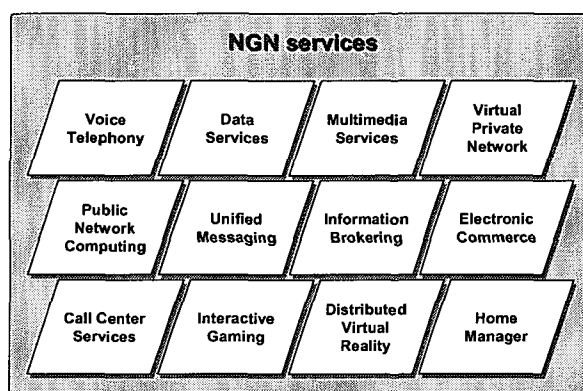 NGN services
Voice
Telephony
Data
Services
Multimedia
Services
Virtual
Private
Network
Public
Network
Computing
Unified
Messaging
Information
Brokering
Electronic
Commerce
Call Center
Services
Interactive
Gaming
Distributed
Virtual
Reality
Home
Manager